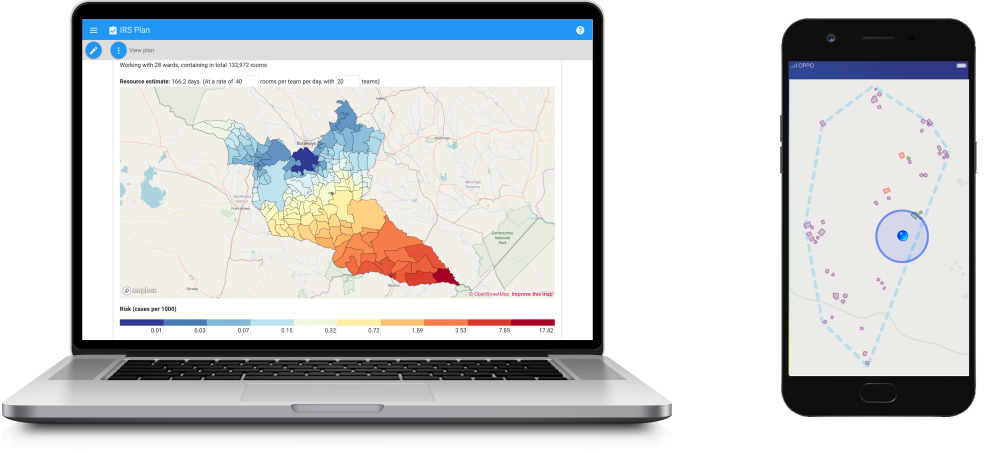 IRS Plan
View plan
Working with 28 wards, containing in total 132,972 rooms
Resource estimate: 166.2 days. (At a rate of 40 rooms per team per day, with 20 teams)
Bulawayo
mapbox
© OpenStreetMap Improve this map
Risk (cases per 1000)
0.01 0.03 0.07 0.15 0.32 0.72 1.59 3.53 7.85 17.42
OPPO